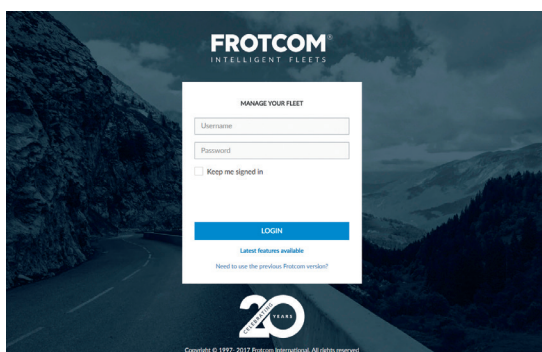 FROTCOM®
INTELLIGENT FLEETS
MANAGE YOUR FLEET
Username
Password
Keep me signed in
LOGIN
Latest features available
Need to use the previous Frotcom version?
20
CELEBRATING
YEARS
Copyright © 1997- 2017 Frotcom International. All rights reserved